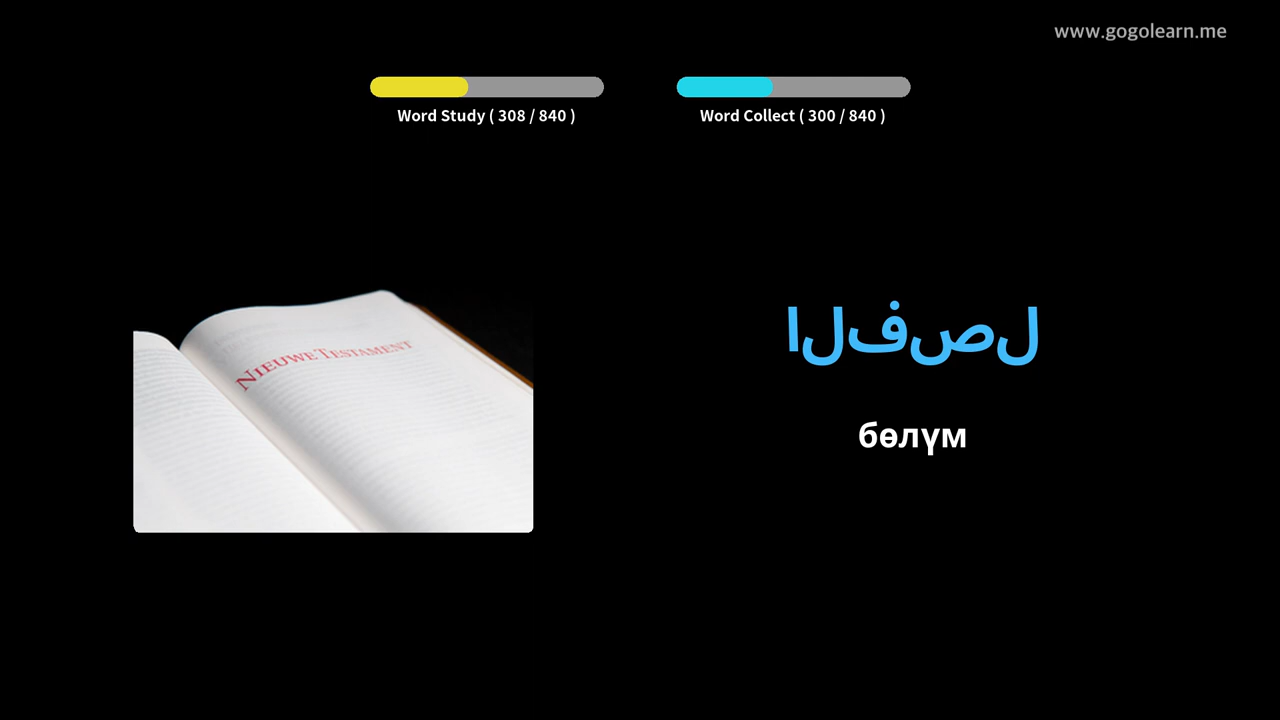 www.gogolearn.me
Word Study ( 308 / 840 )
Word Collect ( 300 / 840 )
NIEUWE TESTAMENT
الفصل
бөлүм